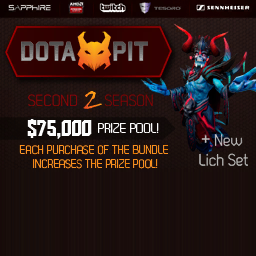 SAPPHIRE AMD twitch TESORO SENNHEISER
DOTA PIT
SECOND 2 SEASON
$75,000 PRIZE POOL!
EACH PURCHASE OF THE BUNDLE
INCREASES THE PRIZE POOL!
+ New
Lich Set